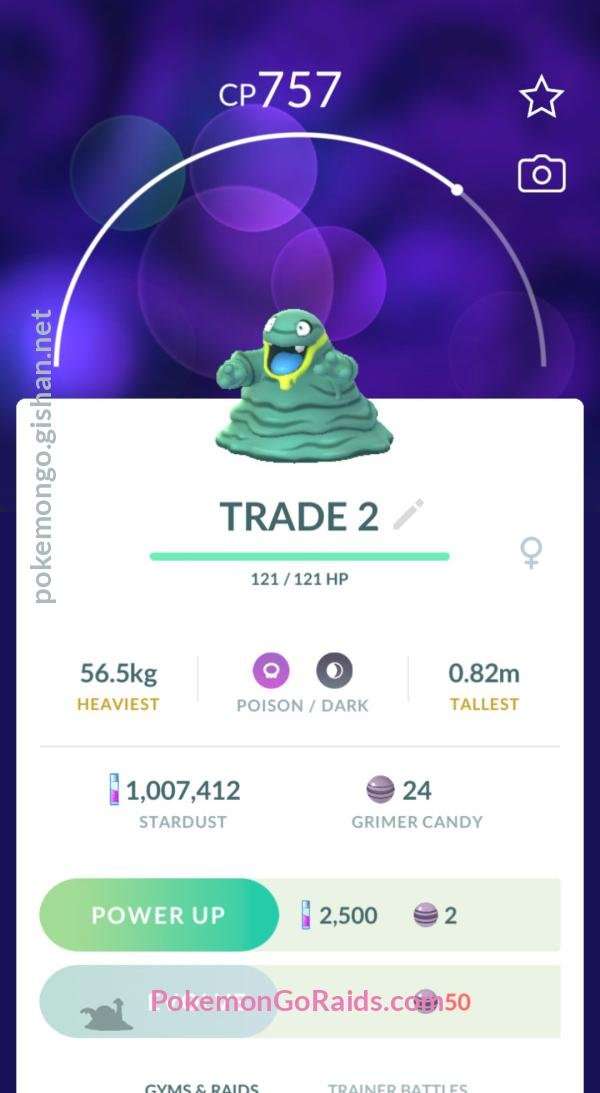 CP757
pokemongo.gishan.net
TRADE 2
121 / 121 HP
56.5kg
HEAVIEST
POISON / DARK
0.82m
TALLEST
1,007,412
STARDUST
24
GRIMER CANDY
POWER UP
2,500
2
PokemonGoRaids.com
50
GYMS & RAIDS
TRAINER BATTLES